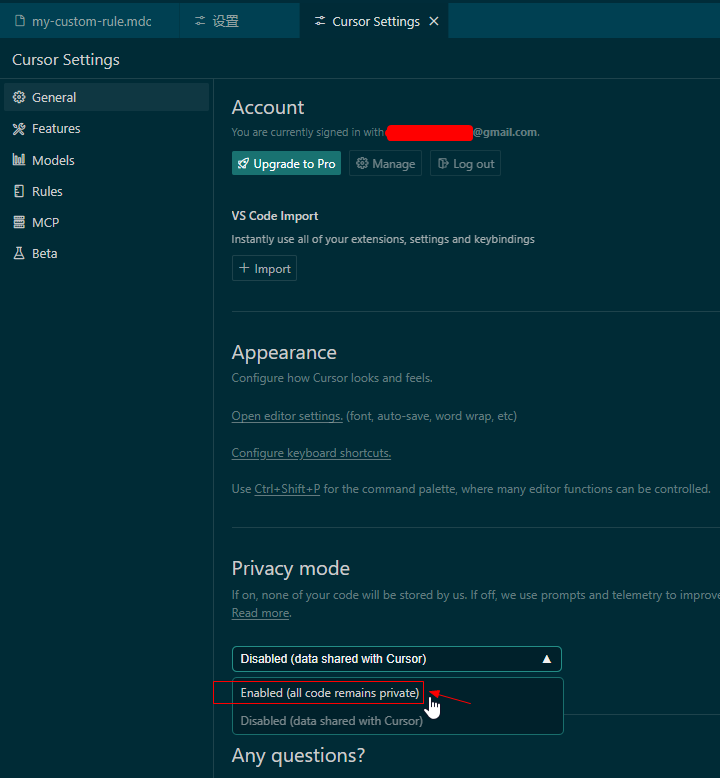 my-custom-rule.mdc
设置
Cursor Settings
Cursor Settings
General
Features
Models
Rules
MCP
Beta
Account
You are currently signed in with @gmail.com.
Upgrade to Pro
Manage
Log out
VS Code Import
Instantly use all of your extensions, settings and keybindings
+ Import
Appearance
Configure how Cursor looks and feels.
Open editor settings. (font, auto-save, word wrap, etc)
Configure keyboard shortcuts.
Use Ctrl+Shift+P for the command palette, where many editor functions can be controlled.
Privacy mode
If on, none of your code will be stored by us. If off, we use prompts and telemetry to improve
Read more.
Disabled (data shared with Cursor)
Enabled (all code remains private)
Disabled (data shared with Cursor)
Any questions?